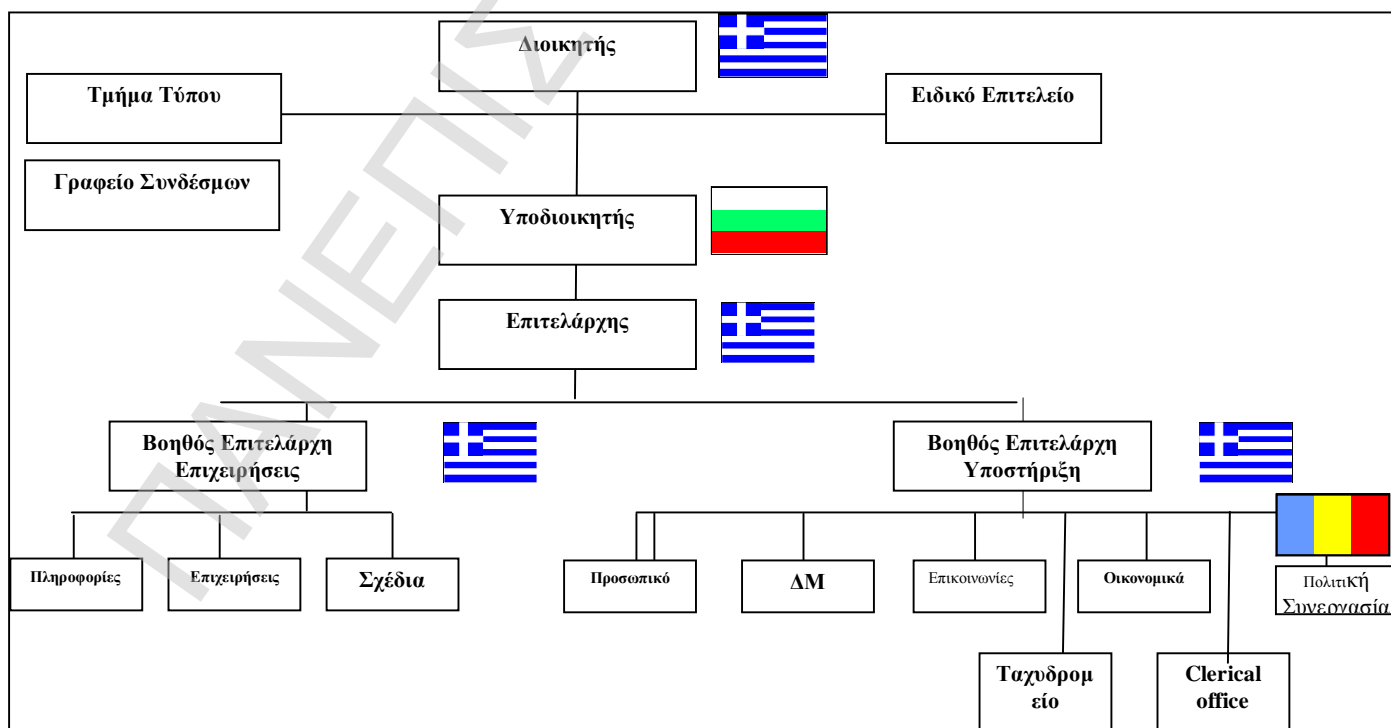 Διοικητής
Τμήμα Τύπου
Ειδικό Επιτελείο
Γραφείο Συνδέσμων
Υποδιοικητής
Επιτελάρχης
Βοηθός Επιτελάρχη
Επιχειρήσεις
Βοηθός Επιτελάρχη
Υποστήριξη
Πληροφορίες
Επιχειρήσεις
Σχέδια
Προσωπικό
ΔΜ
Επικοινωνίες
Οικονομικά
Πολιτική
Συνεργασία
Ταχυδρομ
είο
Clerical
office
ΠΑΝΕΠΙΣ